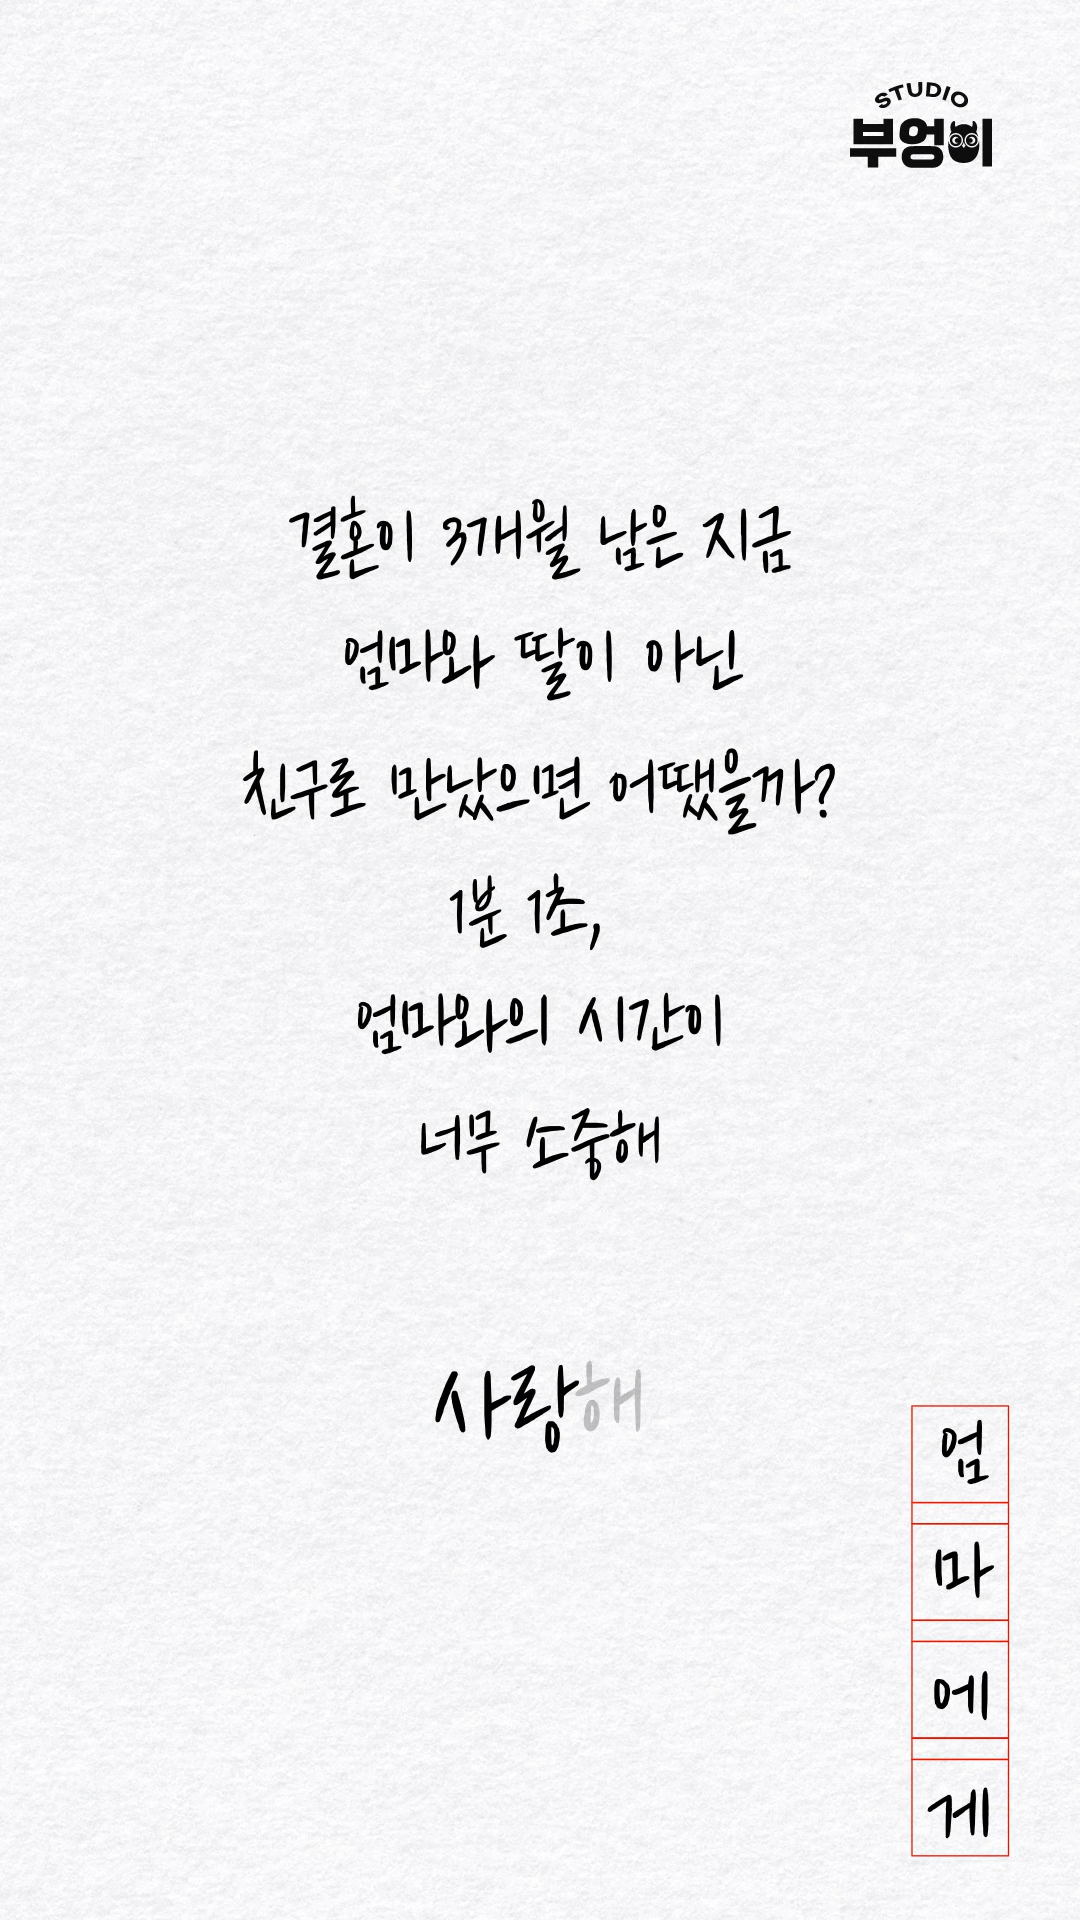 STUDIO
부엉이
결혼이 3개월 남은 지금
엄마와 딸이 아닌
친구로 만났으면 어땠을까?
1분 1초,
엄마와의 시간이
너무 소중해
사랑해
엄
마
에
게